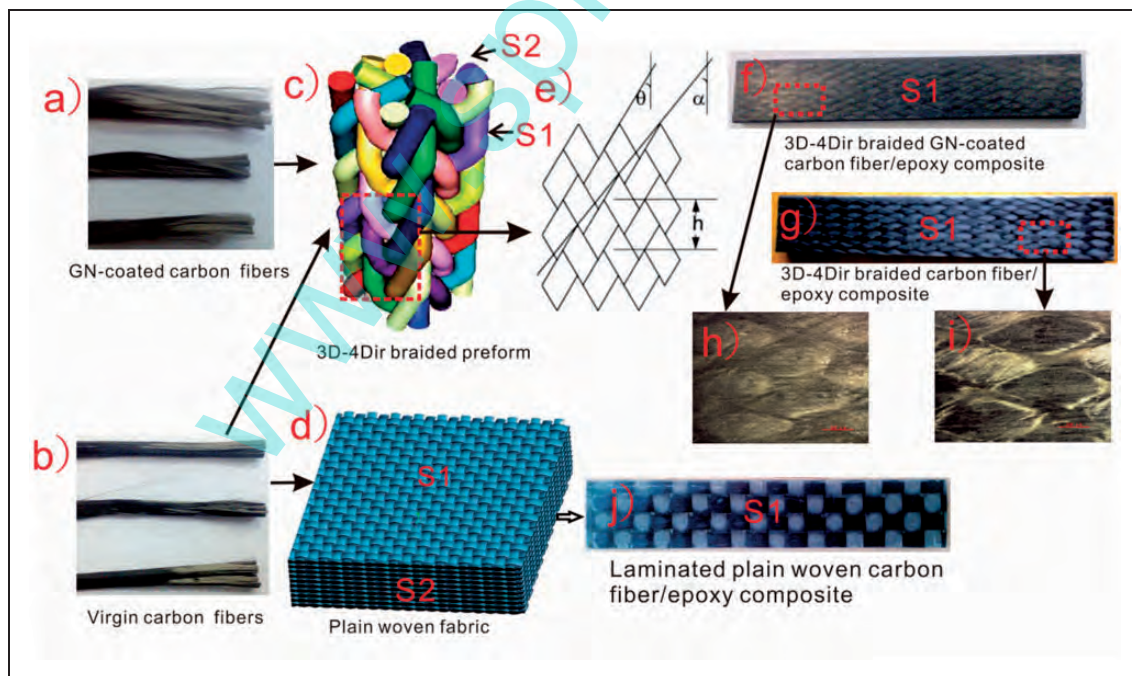 a)
GN-coated carbon fibers
b)
Virgin carbon fibers
c)
S2
S1
3D-4Dir braided preform
d)
S1
S2
Plain woven fabric
e)
θ
α
h
f)
S1
3D-4Dir braided GN-coated
carbon fiber/epoxy composite
g)
S1
3D-4Dir braided carbon fiber/
epoxy composite
h)
i)
j)
S1
Laminated plain woven carbon
fiber/epoxy composite